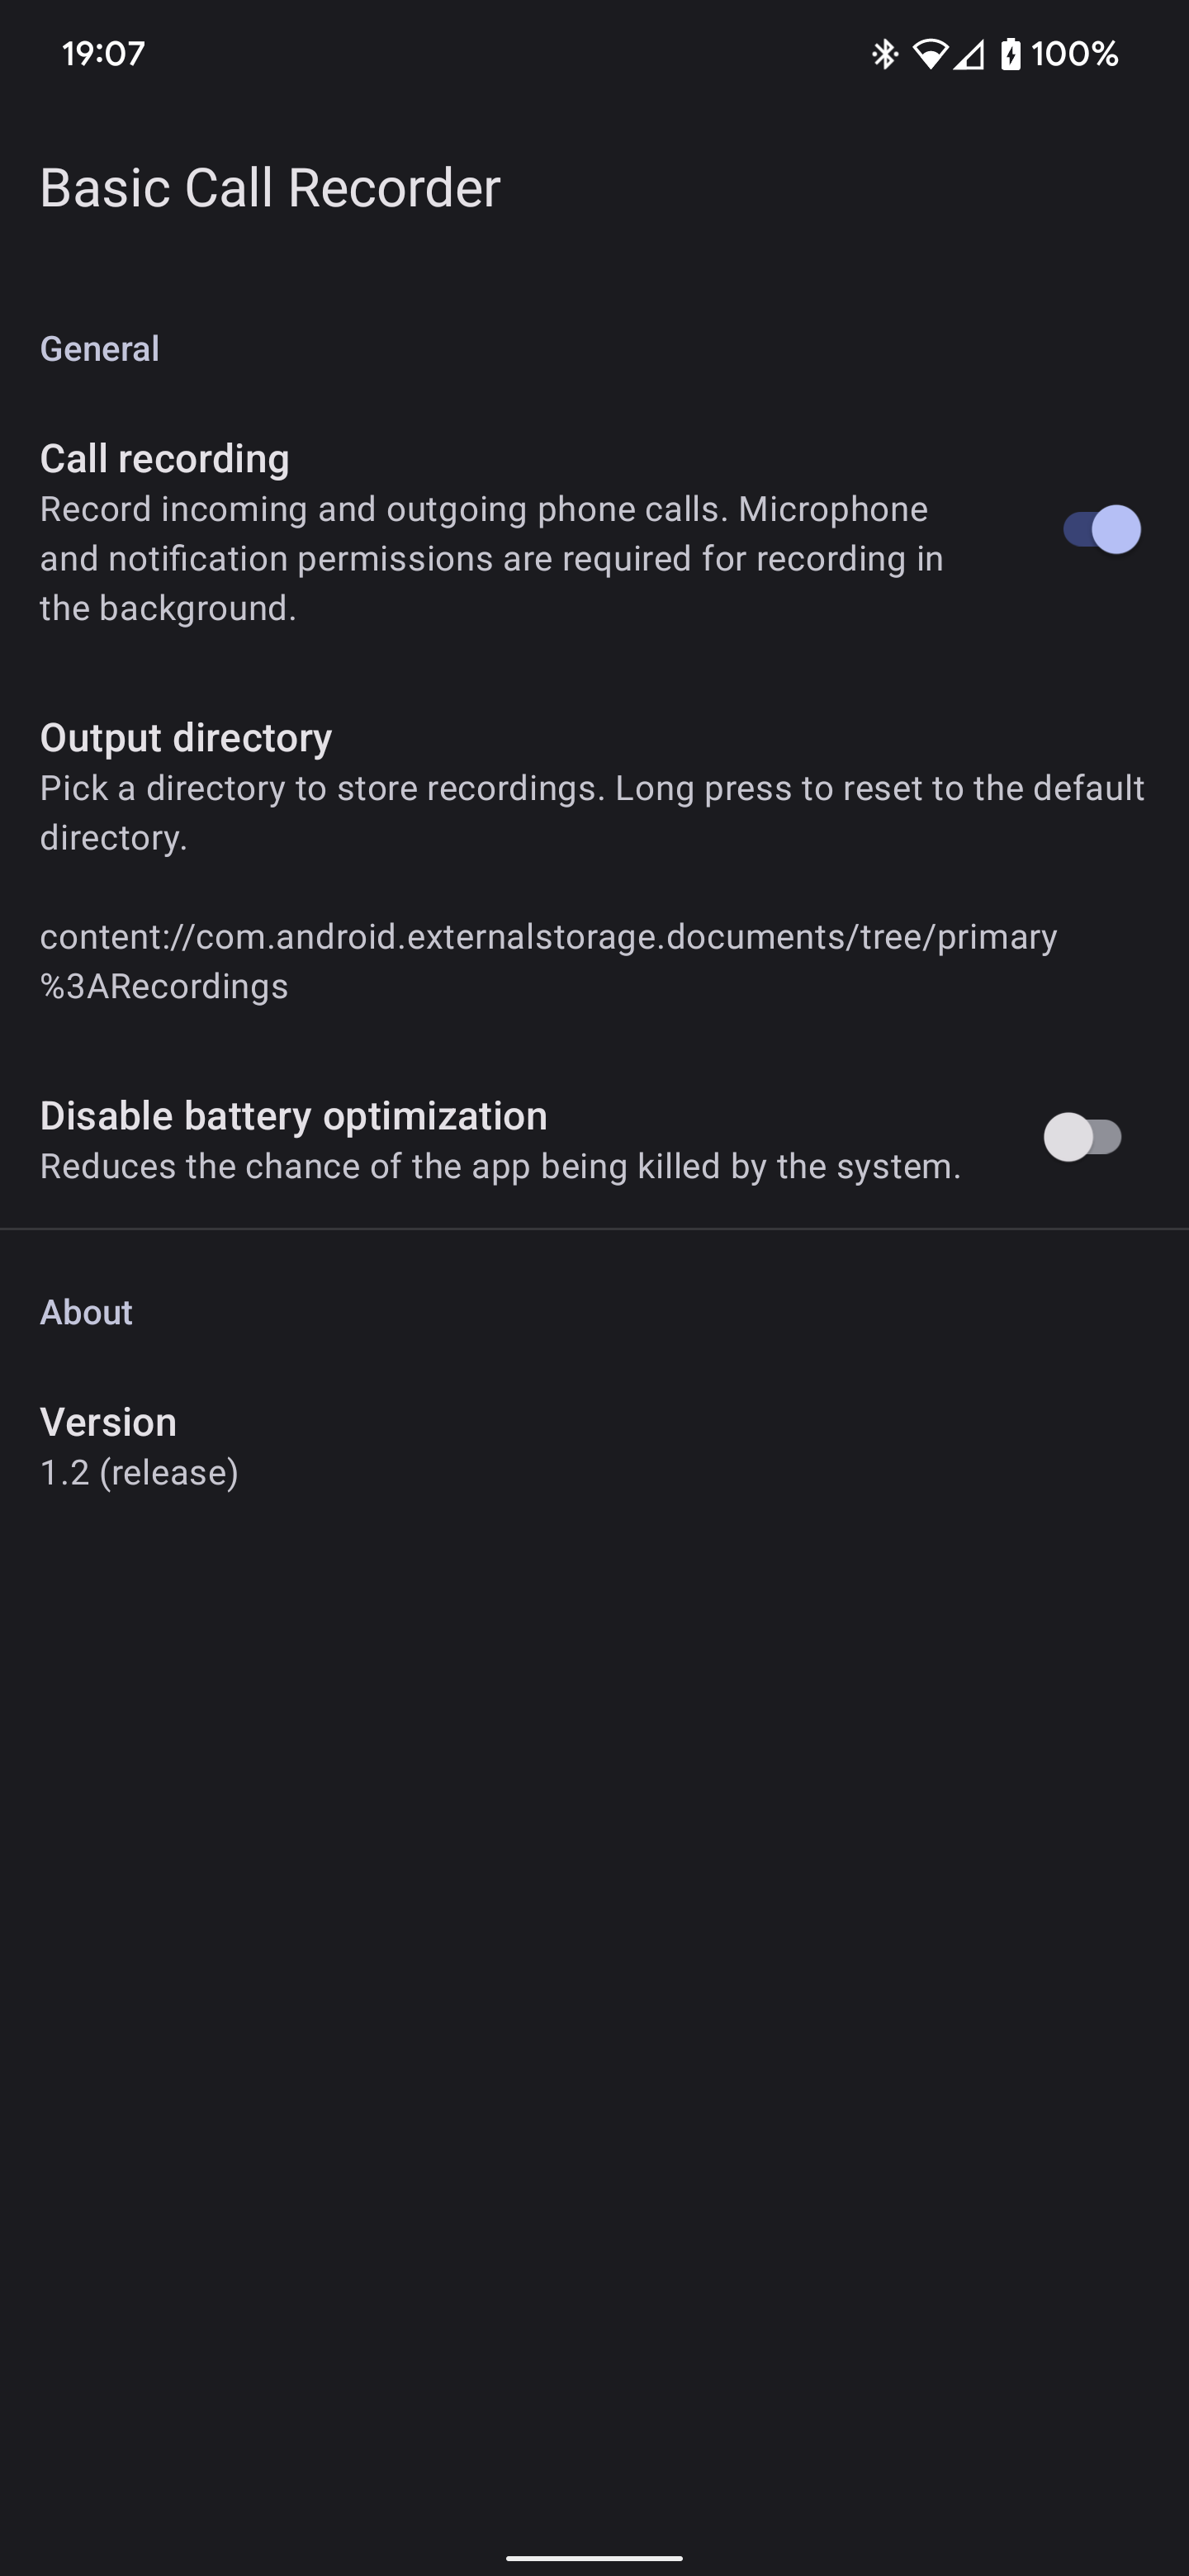 19:07
100%
Basic Call Recorder
General
Call recording
Record incoming and outgoing phone calls. Microphone
and notification permissions are required for recording in
the background.
Output directory
Pick a directory to store recordings. Long press to reset to the default
directory.
content://com.android.externalstorage.documents/tree/primary
%3ARecordings
Disable battery optimization
Reduces the chance of the app being killed by the system.
About
Version
1.2 (release)